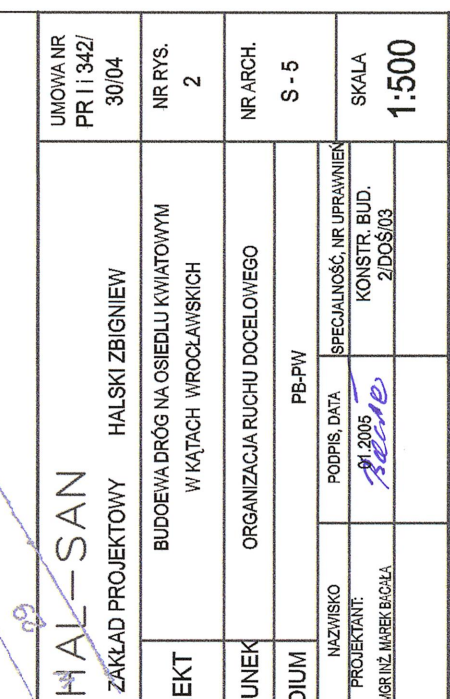 HAL-SAN
ZAKŁAD PROJEKTOWY HALSKI ZBIGNIEW
UMOWA NR
PR I i 342/
30/04
EKT
BUDOEWA DRÓG NA OSIEDLU KWIATOWYM
W KĄTACH WROCŁAWSKICH
NR RYS.
2
UNEK
ORGANIZACJA RUCHU DOCELOWEGO
NR ARCH.
S - 5
DIUM
PB-PW
NAZWISKO
PODPIS, DATA
SPECJALNOŚĆ, NR UPRAWNIEŃ
SKALA
1:500
PROJEKTANT:
MGR INŻ. MAREK BACAŁA
01.2005
KONSTR. BUD.
2/DOŚ/03